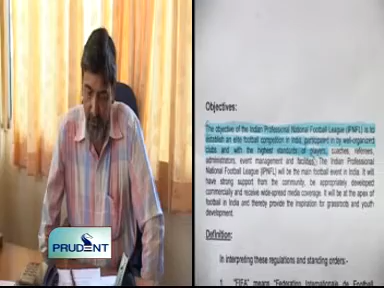 PRUDENT
Objectives:
The objective of the Indian Professional National Football League (IPNFL) is to
establish an elite football competition in India, participated in by well-organized
clubs and with the highest standards of players, coaches, referees,
administrators, event management and facilities. The Indian Professional
National Football League (IPNFL) will be the main football event in India. It will
have strong support from the community, be appropriately developed
commercially and receive wide-spread media coverage. It will be at the apex of
football in India and thereby provide the inspiration for grassroots and youth
development.
Definition:
In interpreting these regulations and standing orders:-
1. "FIFA" means "Federation Internationale de Football